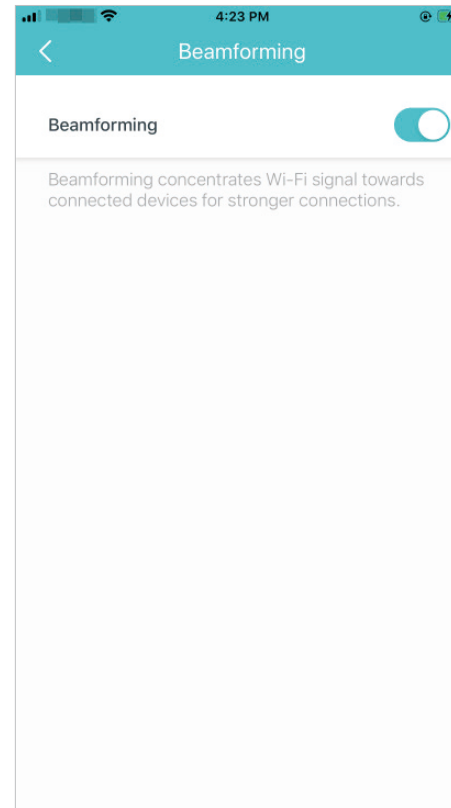 4:23 PM
Beamforming
Beamforming
Beamforming concentrates Wi-Fi signal towards
connected devices for stronger connections.